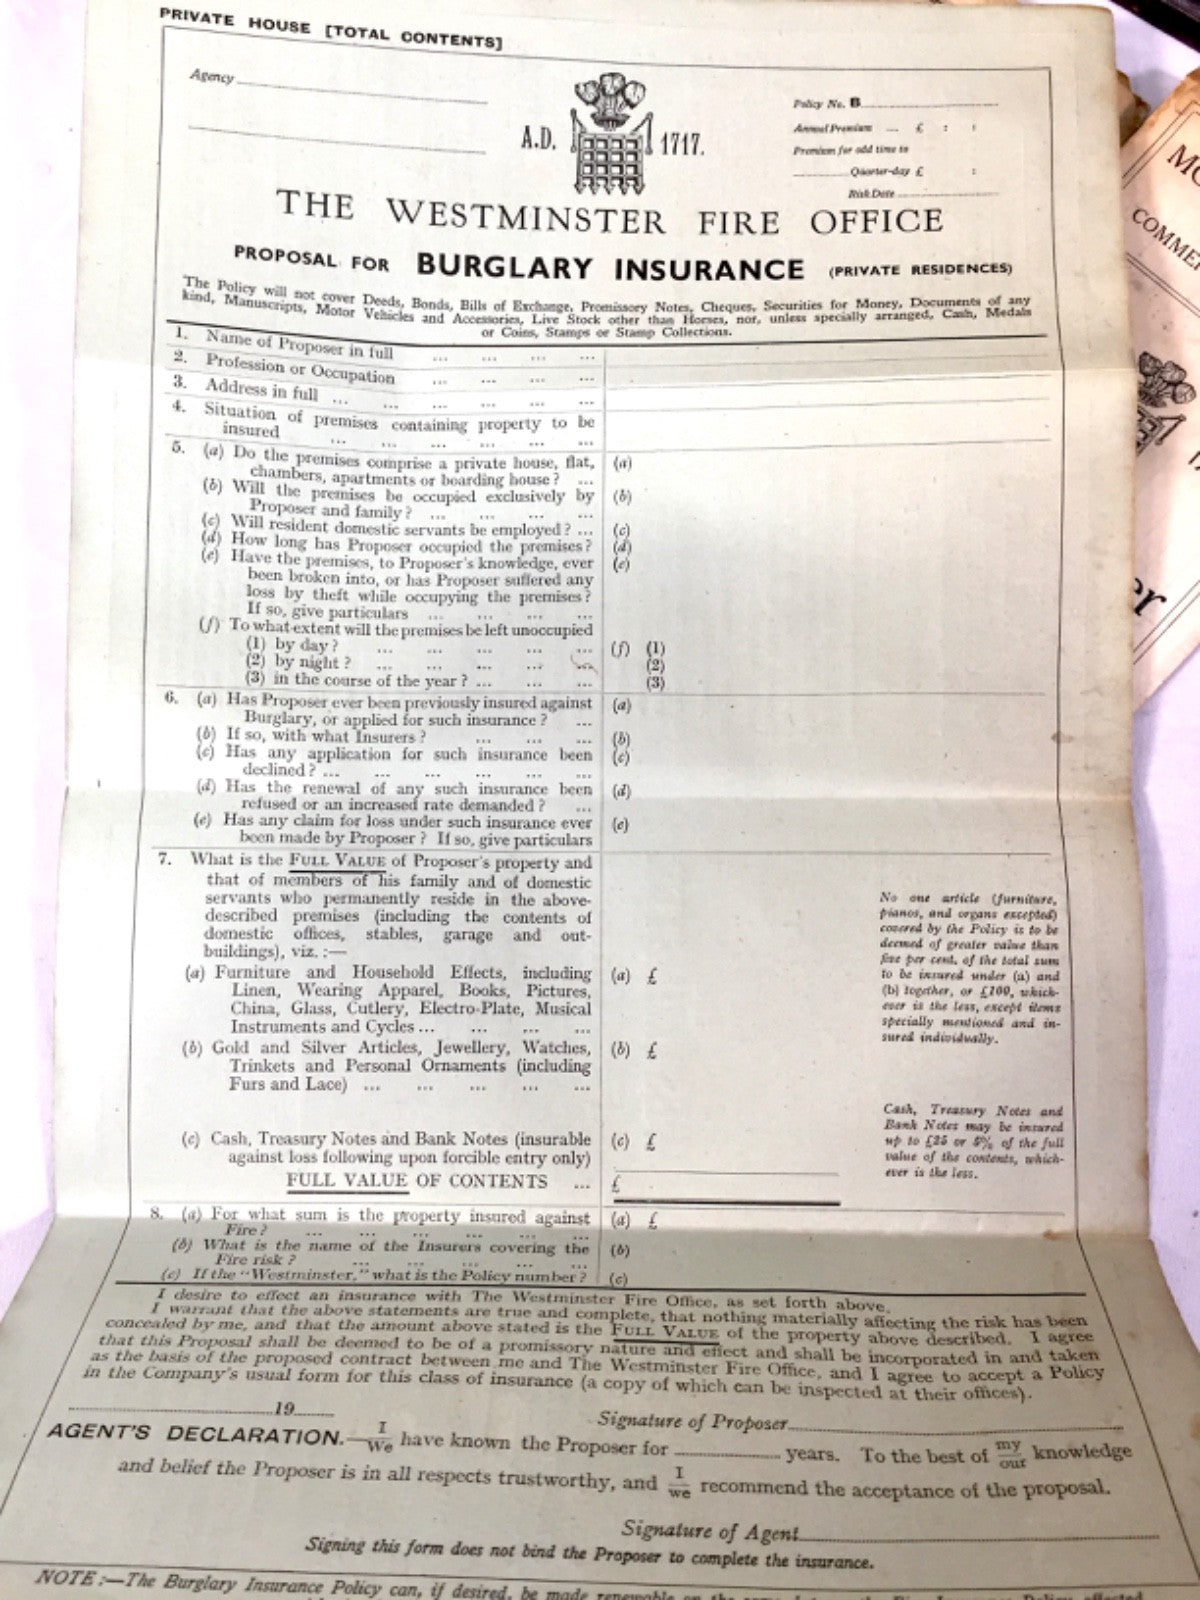 PRIVATE HOUSE [TOTAL CONTENTS]
Agency
A.D. 1717.
Policy No. B
Annual Premium ... £ : :
Premium for odd time to
Quarter-day £ :
Risk Date
THE WESTMINSTER FIRE OFFICE
PROPOSAL FOR BURGLARY INSURANCE (PRIVATE RESIDENCES)
The Policy will not cover Deeds, Bonds, Bills of Exchange, Promissory Notes, Cheques, Securities for Money, Documents of any
kind, Manuscripts, Motor Vehicles and Accessories, Live Stock other than Horses, nor, unless specially arranged, Cash, Medals
or Coins, Stamps or Stamp Collections.
1. Name of Proposer in full ... ... ... ...
2. Profession or Occupation ... ... ... ...
3. Address in full ... ... ... ... ... ...
4. Situation of premises containing property to be
insured ... ... ... ... ... ...
5. (a) Do the premises comprise a private house, flat, (a)
chambers, apartments or boarding house? ...
(b) Will the premises be occupied exclusively by (b)
Proposer and family? ... ... ... ...
(c) Will resident domestic servants be employed? ... (c)
(d) How long has Proposer occupied the premises? (d)
(e) Have the premises, to Proposer's knowledge, ever (e)
been broken into, or has Proposer suffered any
loss by theft while occupying the premises?
If so, give particulars ... ... ... ...
(f) To what extent will the premises be left unoccupied
(1) by day? ... ... ... ... ... (f) (1)
(2) by night? ... ... ... ... (2)
(3) in the course of the year? ... ... ... (3)
6. (a) Has Proposer ever been previously insured against (a)
Burglary, or applied for such insurance? ...
(b) If so, with what Insurers? ... ... ... ... (b)
(c) Has any application for such insurance been (c)
declined? ... ... ... ... ... ...
(d) Has the renewal of any such insurance been (d)
refused or an increased rate demanded? ...
(e) Has any claim for loss under such insurance ever (e)
been made by Proposer? If so, give particulars
7. What is the FULL VALUE of Proposer's property and
that of members of his family and of domestic
servants who permanently reside in the above-
described premises (including the contents of
domestic offices, stables, garage and out-
buildings), viz.:—
(a) Furniture and Household Effects, including (a) £
Linen, Wearing Apparel, Books, Pictures,
China, Glass, Cutlery, Electro-Plate, Musical
Instruments and Cycles ... ... ... ...
(b) Gold and Silver Articles, Jewellery, Watches, (b) £
Trinkets and Personal Ornaments (including
Furs and Lace) ... ... ... ... ...
(c) Cash, Treasury Notes and Bank Notes (insurable (c) £
against loss following upon forcible entry only)
FULL VALUE OF CONTENTS ... £
No one article (furniture,
pianos, and organs excepted)
covered by the Policy is to be
deemed of greater value than
five per cent. of the total sum
to be insured under (a) and
(b) together, or £100, which-
ever is the less, except items
specially mentioned and in-
sured individually.
Cash, Treasury Notes and
Bank Notes may be insured
up to £25 or 5% of the full
value of the contents, which-
ever is the less.
8. (a) For what sum is the property insured against (a) £
Fire? ... ... ... ... ... ... ...
(b) What is the name of the Insurers covering the (b)
Fire risk? ... ... ... ... ... ...
(c) If the "Westminster," what is the Policy number? (c)
I desire to effect an insurance with The Westminster Fire Office, as set forth above.
I warrant that the above statements are true and complete, that nothing materially affecting the risk has been
concealed by me, and that the amount above stated is the FULL VALUE of the property above described. I agree
that this Proposal shall be deemed to be of a promissory nature and effect and shall be incorporated in and taken
as the basis of the proposed contract between me and The Westminster Fire Office, and I agree to accept a Policy
in the Company's usual form for this class of insurance (a copy of which can be inspected at their offices).
19
Signature of Proposer
AGENT'S DECLARATION.—I/We have known the Proposer for years. To the best of my/our knowledge
and belief the Proposer is in all respects trustworthy, and I/we recommend the acceptance of the proposal.
Signature of Agent
Signing this form does not bind the Proposer to complete the insurance.
NOTE:—The Burglary Insurance Policy can, if desired, be made renewable on the
COMME
er